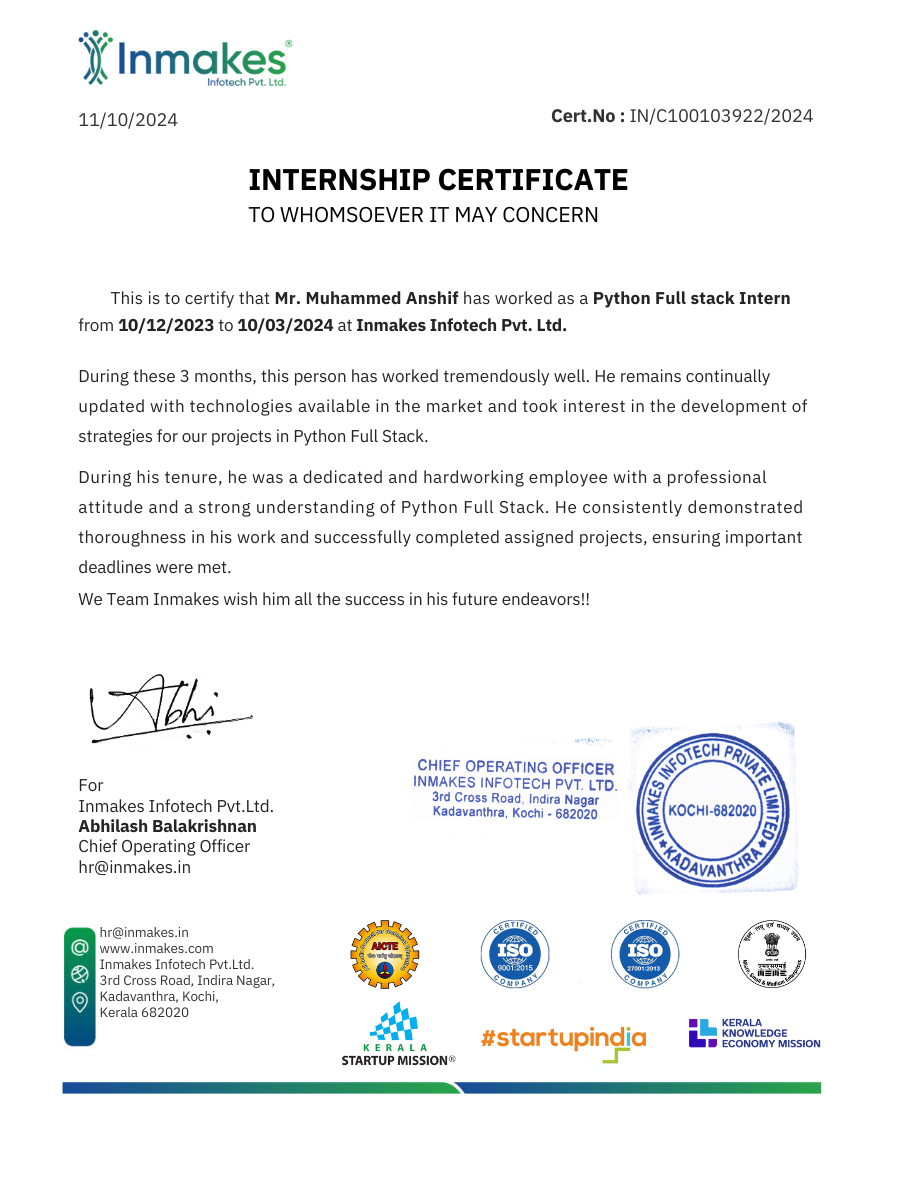 Inmakes®
Infotech Pvt. Ltd.
11/10/2024
Cert.No : IN/C100103922/2024
INTERNSHIP CERTIFICATE
TO WHOMSOEVER IT MAY CONCERN
This is to certify that Mr. Muhammed Anshif has worked as a Python Full stack Intern
from 10/12/2023 to 10/03/2024 at Inmakes Infotech Pvt. Ltd.
During these 3 months, this person has worked tremendously well. He remains continually
updated with technologies available in the market and took interest in the development of
strategies for our projects in Python Full Stack.
During his tenure, he was a dedicated and hardworking employee with a professional
attitude and a strong understanding of Python Full Stack. He consistently demonstrated
thoroughness in his work and successfully completed assigned projects, ensuring important
deadlines were met.
We Team Inmakes wish him all the success in his future endeavors!!
Abhi
For
Inmakes Infotech Pvt.Ltd.
Abhilash Balakrishnan
Chief Operating Officer
hr@inmakes.in
CHIEF OPERATING OFFICER
INMAKES INFOTECH PVT. LTD.
3rd Cross Road, Indira Nagar
Kadavanthra, Kochi - 682020
INMAKES INFOTECH PRIVATE LIMITED
KOCHI-682020
★ KADAVANTHRA ★
hr@inmakes.in
www.inmakes.com
Inmakes Infotech Pvt.Ltd.
3rd Cross Road, Indira Nagar,
Kadavanthra, Kochi,
Kerala 682020
AICTE
CERTIFIED
ISO
9001:2015
COMPANY
CERTIFIED
ISO
27001:2013
COMPANY
Micro, Small & Medium Enterprises
KERALA
STARTUP MISSION®
#startupindia
KERALA
KNOWLEDGE
ECONOMY MISSION